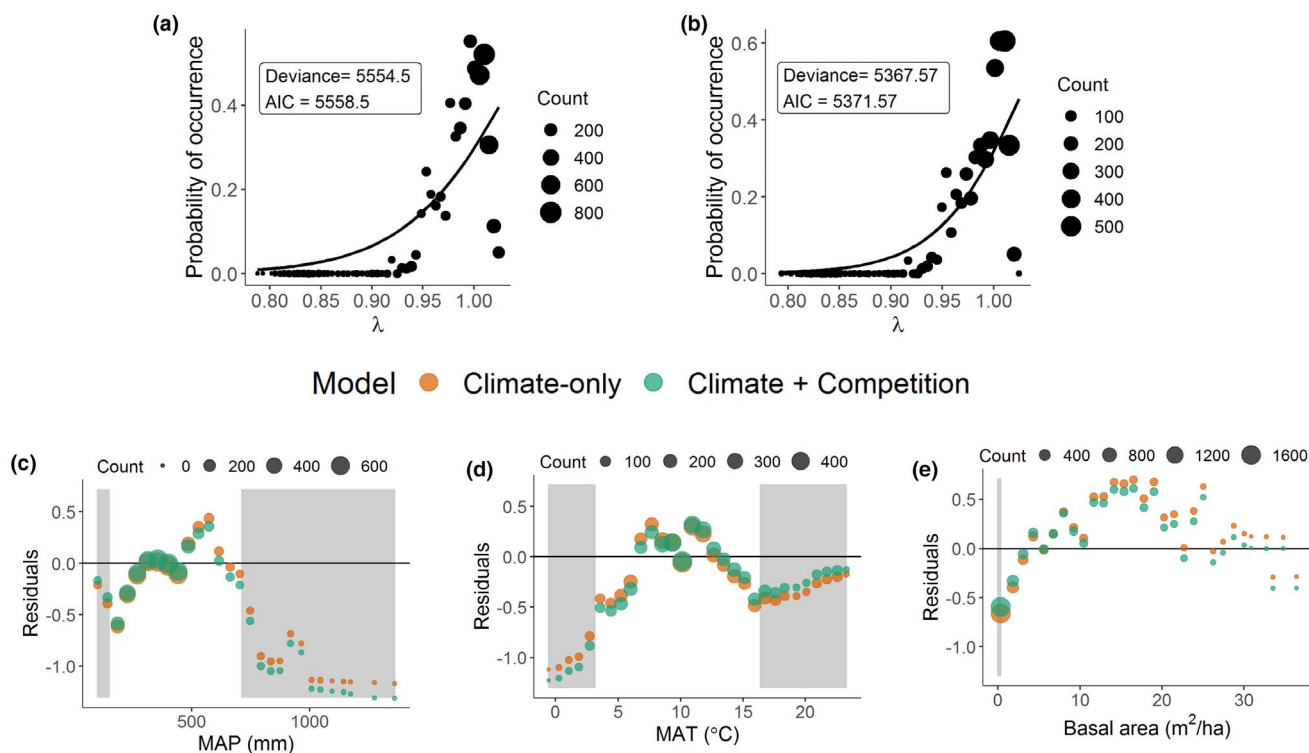 (a)
Probability of occurrence
0.4
0.2
0.0
Deviance= 5554.5
AIC = 5558.5
0.80 0.85 0.90 0.95 1.00
λ
Count
200
400
600
800
(b)
Probability of occurrence
0.6
0.4
0.2
0.0
Deviance= 5367.57
AIC = 5371.57
0.80 0.85 0.90 0.95 1.00
λ
Count
100
200
300
400
500
Model Climate-only Climate + Competition
(c)
Count 0 200 400 600
Residuals
0.5
0.0
-0.5
-1.0
500 1000
MAP (mm)
(d)
Count 100 200 300 400
Residuals
0.5
0.0
-0.5
-1.0
0 5 10 15 20
MAT (°C)
(e)
Count 400 800 1200 1600
Residuals
0.5
0.0
-0.5
-1.0
0 10 20 30
Basal area (m²/ha)